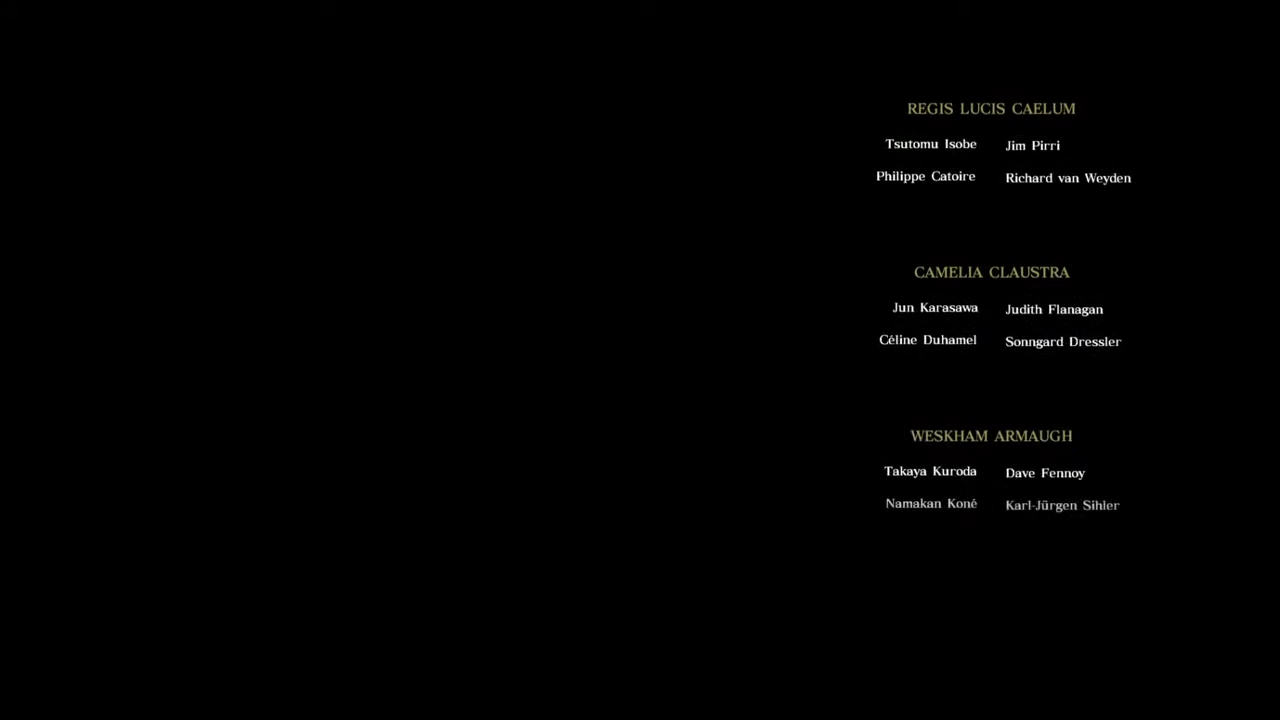 REGIS LUCIS CAELUM
Tsutomu Isobe Jim Pirri
Philippe Catoire Richard van Weyden
CAMELIA CLAUSTRA
Jun Karasawa Judith Flanagan
Céline Duhamel Sonngard Dressler
WESKHAM ARMAUGH
Takaya Kuroda Dave Fennoy
Namakan Koné Karl-Jürgen Sihler